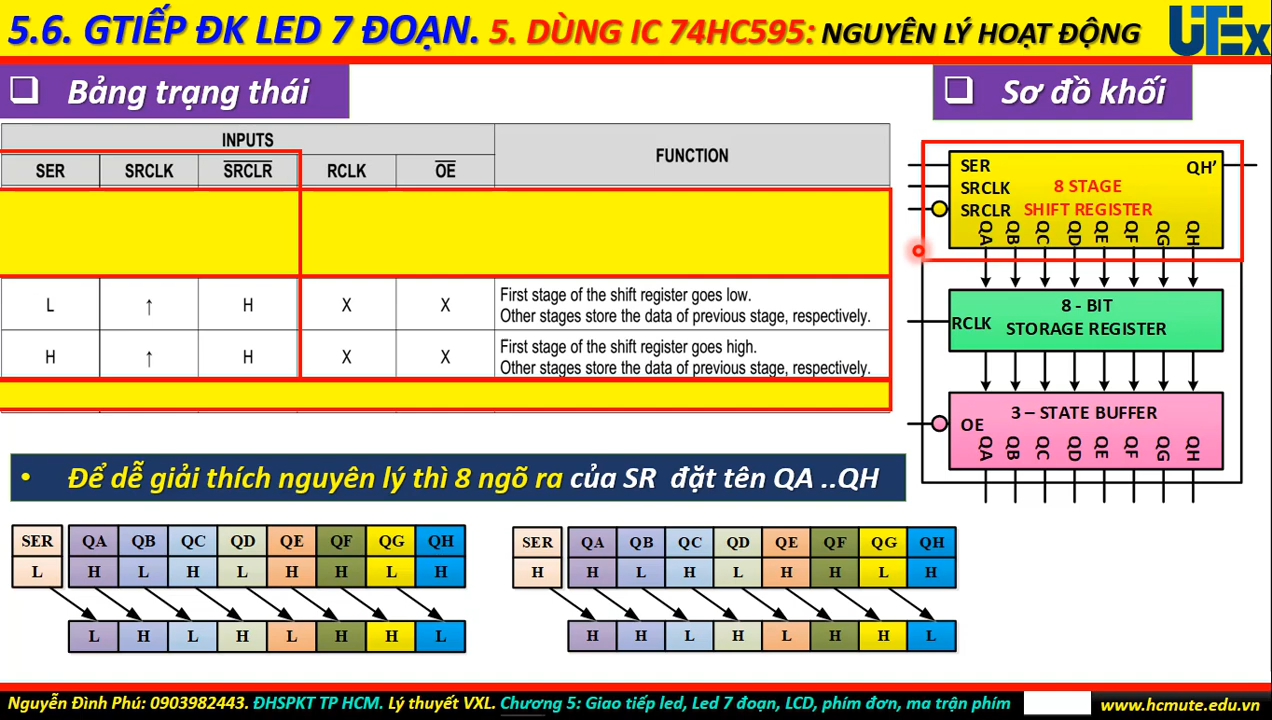 5.6. GTIẾP ĐK LED 7 ĐOẠN. 5. DÙNG IC 74HC595: NGUYÊN LÝ HOẠT ĐỘNG
UTEx
Bảng trạng thái
Sơ đồ khối
INPUTS FUNCTION
SER SRCLK SRCLR RCLK OE
L ↑ H X X First stage of the shift register goes low.
Other stages store the data of previous stage, respectively.
H ↑ H X X First stage of the shift register goes high.
Other stages store the data of previous stage, respectively.
SER QH’
SRCLK 8 STAGE
SRCLR SHIFT REGISTER
QA QB QC QD QE QF QG QH
8 - BIT
RCLK STORAGE REGISTER
3 – STATE BUFFER
OE
QA QB QC QD QE QF QG QH
• Để dễ giải thích nguyên lý thì 8 ngõ ra của SR đặt tên QA ..QH
SER QA QB QC QD QE QF QG QH
L H L H L H H L H
L H L H L H H L
SER QA QB QC QD QE QF QG QH
H H L H L H H L H
H H L H L H H L
Nguyễn Đình Phú: 0903982443. ĐHSPKT TP HCM. Lý thuyết VXL. Chương 5: Giao tiếp led, Led 7 đoạn, LCD, phím đơn, ma trận phím
www.hcmute.edu.vn